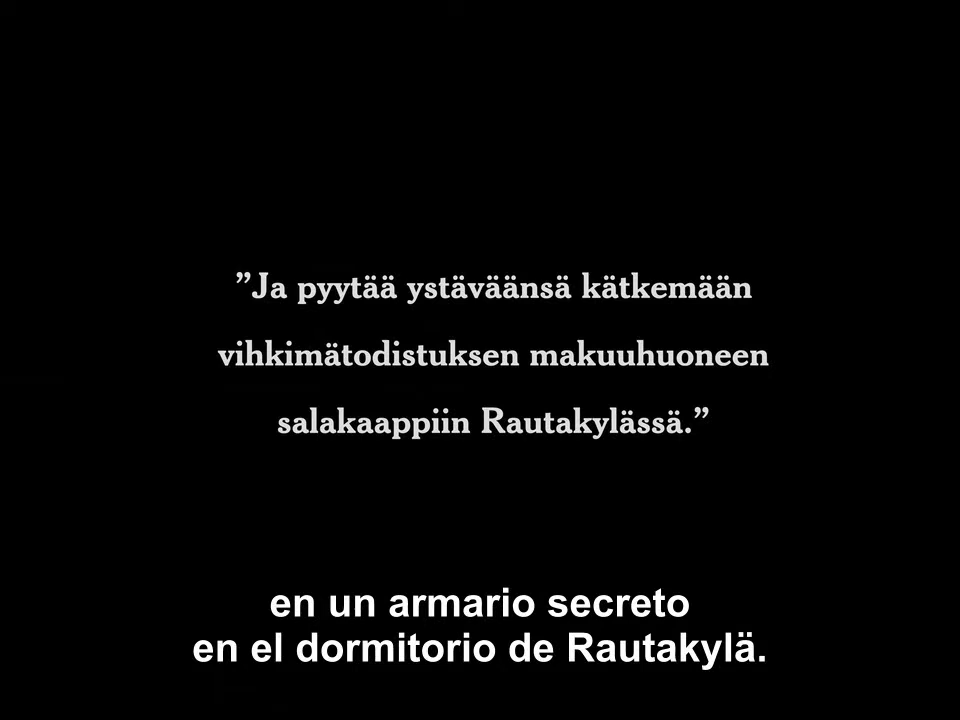 ”Ja pyytää ystäväänsä kätkemään
vihkimätodistuksen makuuhuoneen
salakaappiin Rautakylässä.”
en un armario secreto
en el dormitorio de Rautakylä.